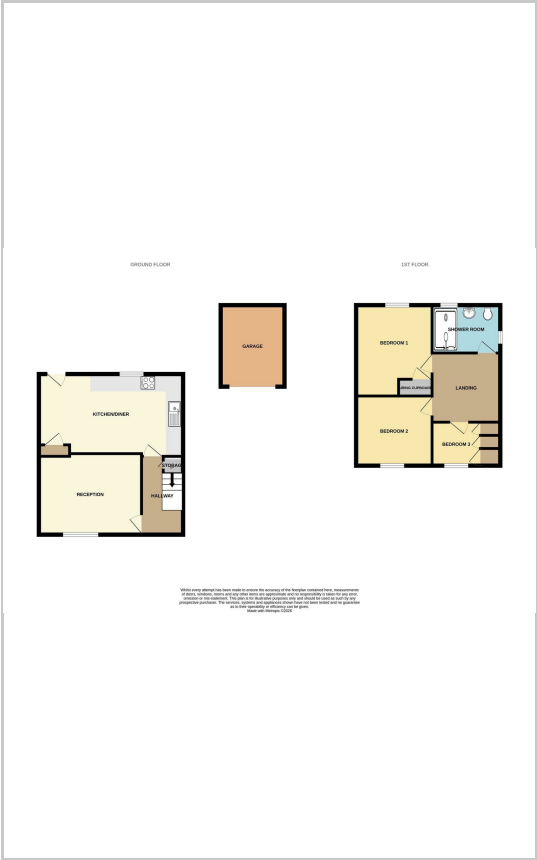 GROUND FLOOR
1ST FLOOR
GARAGE
SHOWER ROOM
BEDROOM 1
AIRING CUPBOARD
LANDING
KITCHEN/DINER
BEDROOM 2
BEDROOM 3
STORAGE
RECEPTION
HALLWAY
Whilst every attempt has been made to ensure the accuracy of the floorplan contained here, measurements
of doors, windows, rooms and any other items are approximate and no responsibility is taken for any error,
omission or mis-statement. This plan is for illustrative purposes only and should be used as such by any
prospective purchaser. The services, systems and appliances shown have not been tested and no guarantee
as to their operability or efficiency can be given.
Made with Metropix ©2025